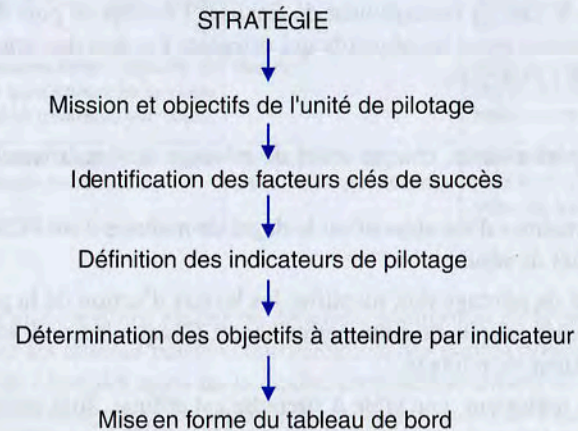 STRATÉGIE
Mission et objectifs de l'unité de pilotage
Identification des facteurs clés de succès
Définition des indicateurs de pilotage
Détermination des objectifs à atteindre par indicateur
Mise en forme du tableau de bord